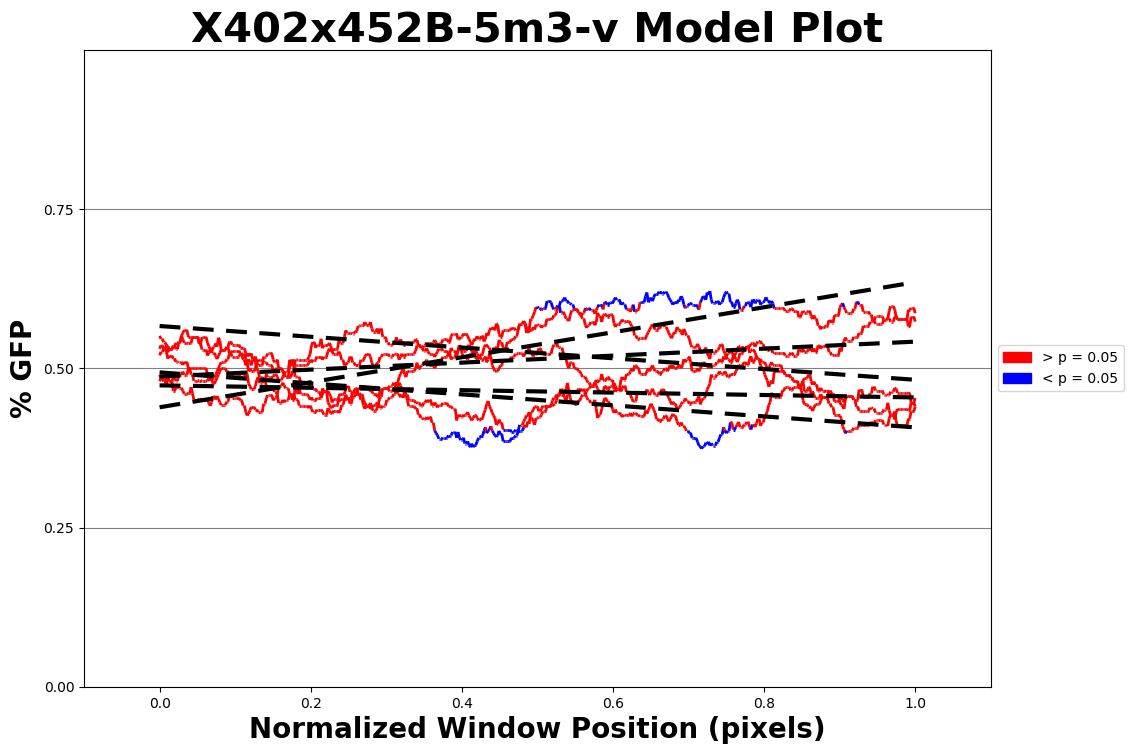 X402x452B-5m3-v Model Plot
% GFP
0.75
0.50
0.25
0.00
0.0 0.2 0.4 0.6 0.8 1.0
Normalized Window Position (pixels)
> p = 0.05
< p = 0.05